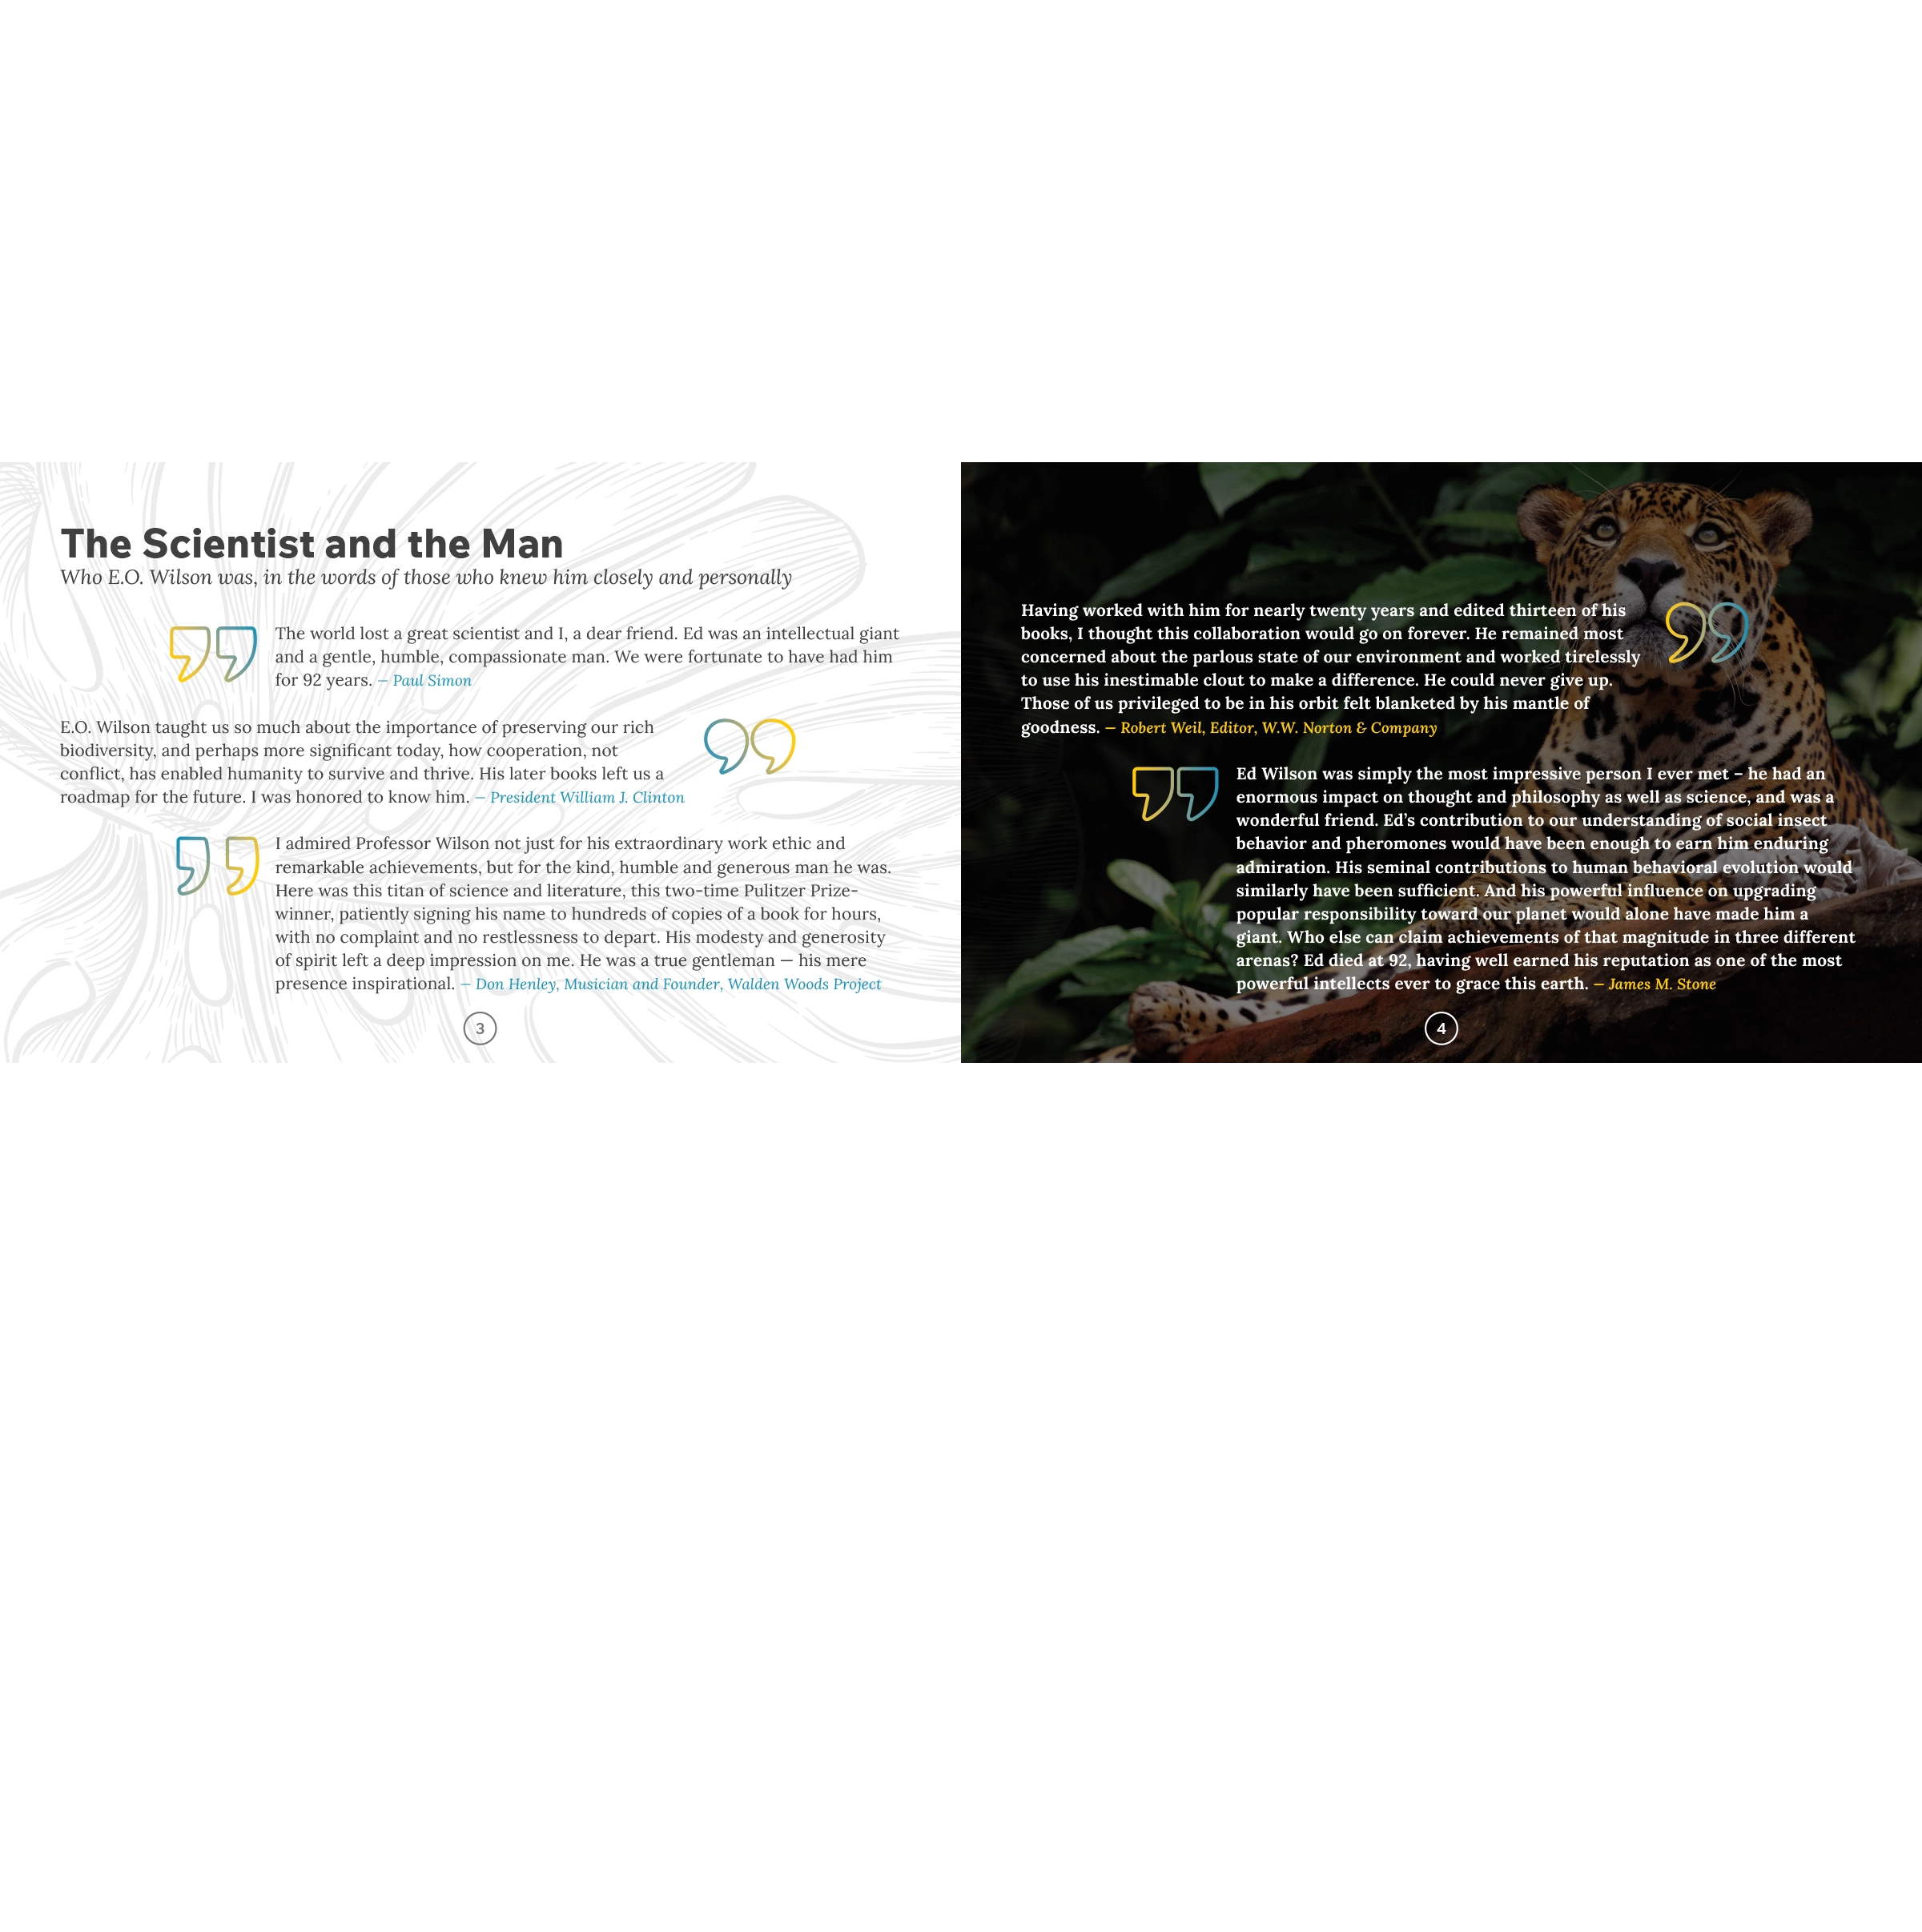 The Scientist and the Man
Who E.O. Wilson was, in the words of those who knew him closely and personally
The world lost a great scientist and I, a dear friend. Ed was an intellectual giant
and a gentle, humble, compassionate man. We were fortunate to have had him
for 92 years. — Paul Simon
E.O. Wilson taught us so much about the importance of preserving our rich
biodiversity, and perhaps more significant today, how cooperation, not
conflict, has enabled humanity to survive and thrive. His later books left us a
roadmap for the future. I was honored to know him. — President William J. Clinton
I admired Professor Wilson not just for his extraordinary work ethic and
remarkable achievements, but for the kind, humble and generous man he was.
Here was this titan of science and literature, this two-time Pulitzer Prize-
winner, patiently signing his name to hundreds of copies of a book for hours,
with no complaint and no restlessness to depart. His modesty and generosity
of spirit left a deep impression on me. He was a true gentleman — his mere
presence inspirational. — Don Henley, Musician and Founder, Walden Woods Project
3
Having worked with him for nearly twenty years and edited thirteen of his
books, I thought this collaboration would go on forever. He remained most
concerned about the parlous state of our environment and worked tirelessly
to use his inestimable clout to make a difference. He could never give up.
Those of us privileged to be in his orbit felt blanketed by his mantle of
goodness. — Robert Weil, Editor, W.W. Norton & Company
Ed Wilson was simply the most impressive person I ever met – he had an
enormous impact on thought and philosophy as well as science, and was a
wonderful friend. Ed's contribution to our understanding of social insect
behavior and pheromones would have been enough to earn him enduring
admiration. His seminal contributions to human behavioral evolution would
similarly have been sufficient. And his powerful influence on upgrading
popular responsibility toward our planet would alone have made him a
giant. Who else can claim achievements of that magnitude in three different
arenas? Ed died at 92, having well earned his reputation as one of the most
powerful intellects ever to grace this earth. — James M. Stone
4